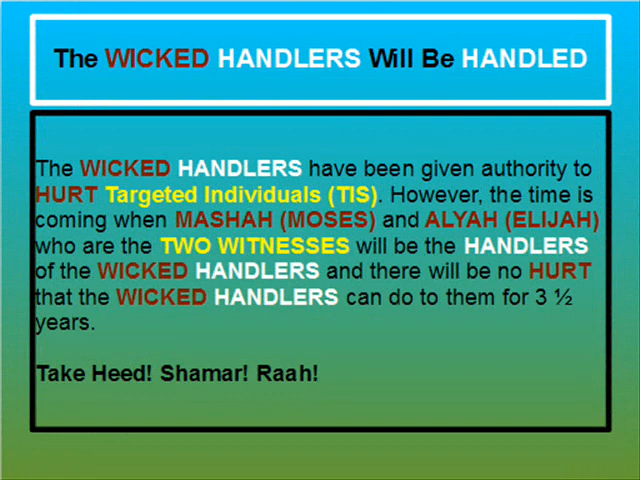 The WICKED HANDLERS Will Be HANDLED
The WICKED HANDLERS have been given authority to
HURT Targeted Individuals (TIS). However, the time is
coming when MASHAH (MOSES) and ALYAH (ELIJAH)
who are the TWO WITNESSES will be the HANDLERS
of the WICKED HANDLERS and there will be no HURT
that the WICKED HANDLERS can do to them for 3 ½
years.
Take Heed! Shamar! Raah!